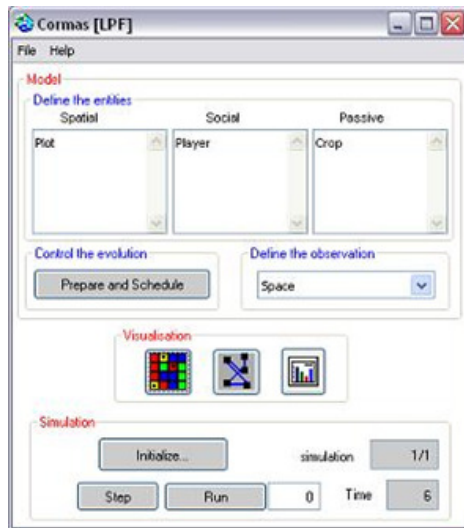 Cormas [LPF]
File Help
Model
Define the entities
Spatial Social Passive
Plot Player Crop
Control the evolution Define the observation
Prepare and Schedule Space
Visualisation
Simulation
Initialize... simulation 1/1
Step Run 0 Time 6